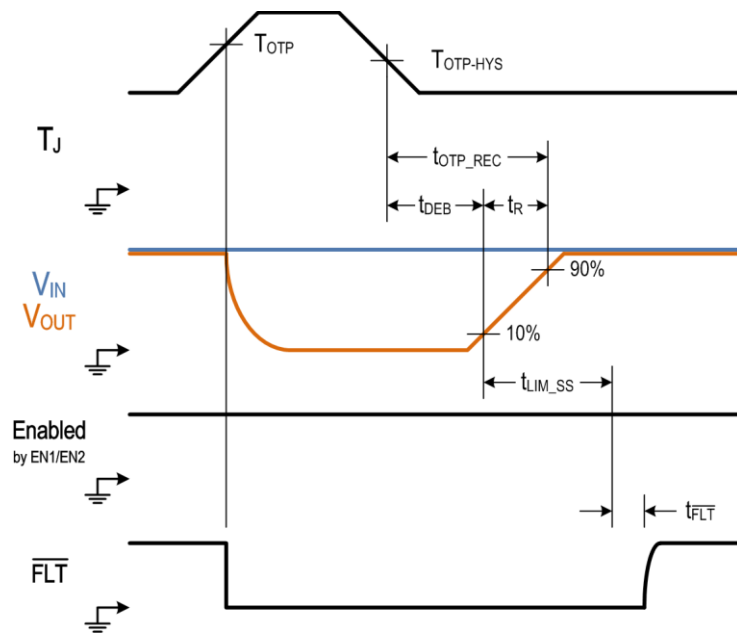 TOTP
TOTP-HYS
TJ
tOTP_REC
tDEB
tR
VIN
VOUT
90%
10%
tLIM_SS
Enabled
by EN1/EN2
tFLT
FLT